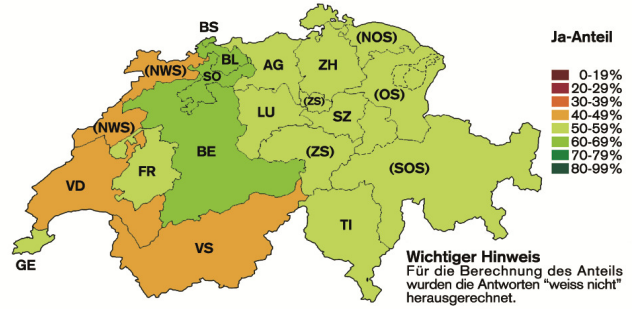 BS
(NOS)
Ja-Anteil
(NWS)
BL
AG
ZH
SO
0-19%
20-29%
30-39%
40-49%
50-59%
60-69%
70-79%
80-99%
(OS)
(ZS)
LU
SZ
(NWS)
BE
(ZS)
FR
(SOS)
VD
TI
VS
GE
Wichtiger Hinweis
Für die Berechnung des Anteils
wurden die Antworten “weiss nicht”
herausgerechnet.